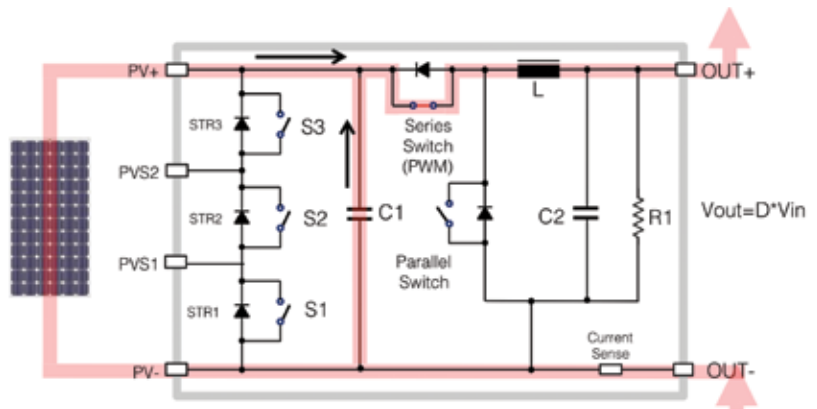 PV+
OUT+
L
STR3
S3
Series
Switch
(PWM)
PVS2
STR2
S2
C1
C2
R1
Vout=D*Vin
PVS1
Parallel
Switch
STR1
S1
Current
Sense
PV-
OUT-